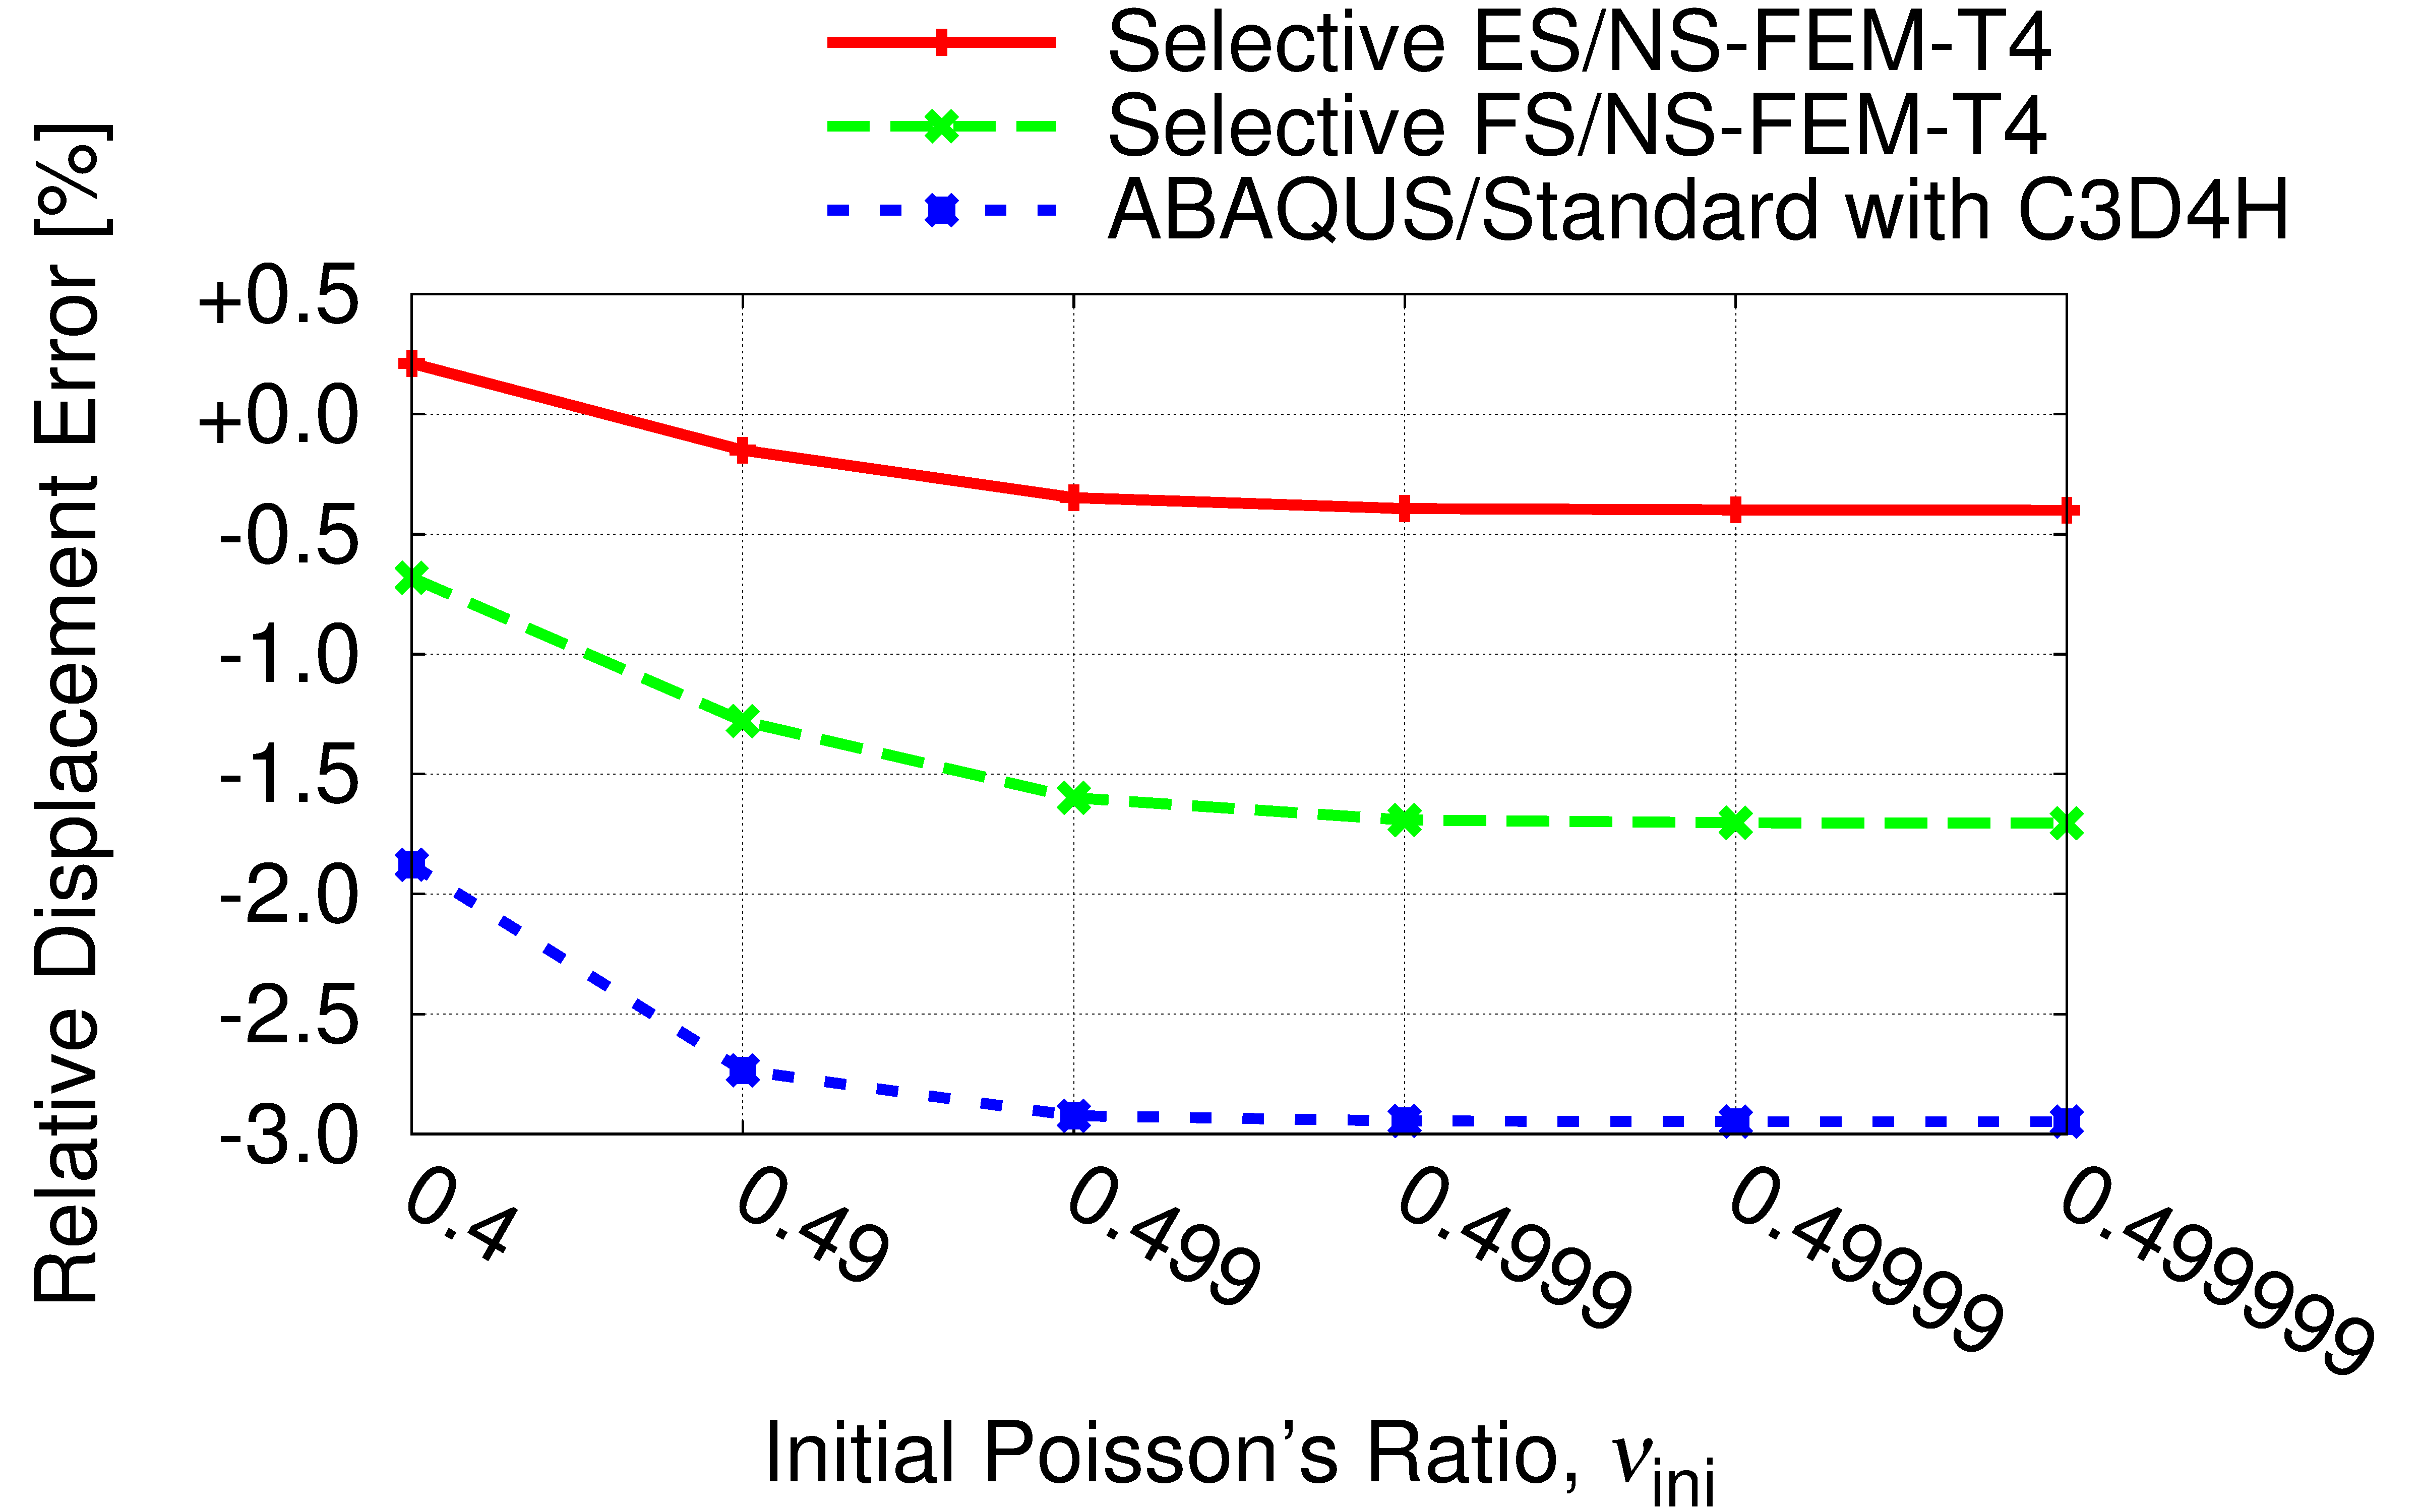 Selective ES/NS-FEM-T4
Selective FS/NS-FEM-T4
ABAQUS/Standard with C3D4H
Relative Displacement Error [%]
+0.5
+0.0
-0.5
-1.0
-1.5
-2.0
-2.5
-3.0
0.4
0.49
0.499
0.4999
0.49999
0.499999
Initial Poisson's Ratio, νini